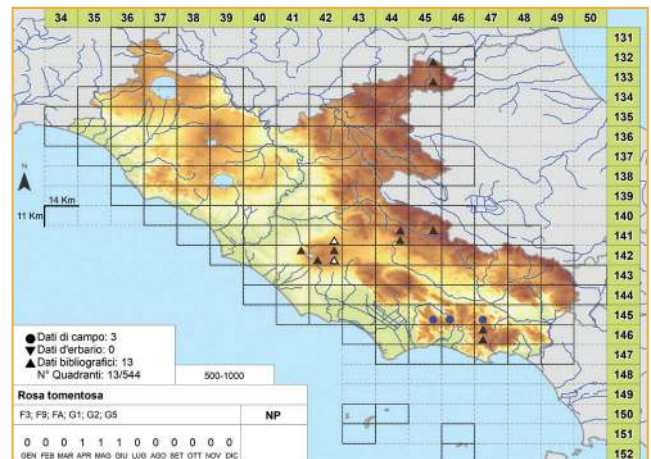 34 35 36 37 38 39 40 41 42 43 44 45 46 47 48 49 50
131
132
133
134
135
136
137
138
139
140
141
142
143
144
145
146
147
148
149
150
151
152
N
14 Km
11 Km
Dati di campo: 3
Dati d'erbario: 0
Dati bibliografici: 13
N° Quadranti: 13/544
500-1000
Rosa tomentosa
F3; F9; FA; G1; G2; G5 NP
0 0 0 1 1 1 0 0 0 0 0 0
GEN FEB MAR APR MAG GIU LUG AGO SET OTT NOV DIC